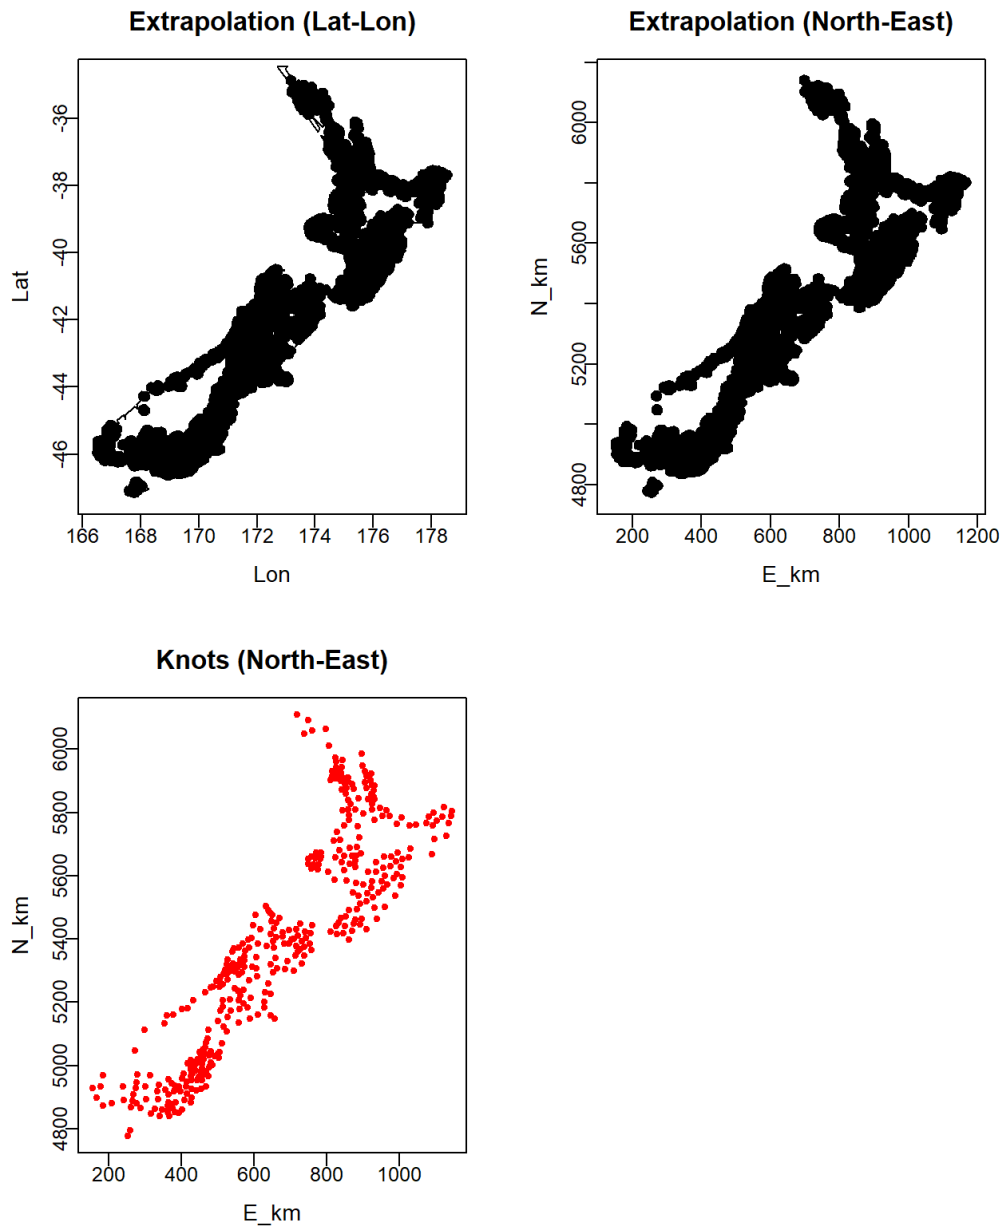 Extrapolation (Lat-Lon)
Lat
-36
-38
-40
-42
-44
-46
166 168 170 172 174 176 178
Lon
Extrapolation (North-East)
N_km
6000
5600
5200
4800
200 400 600 800 1000 1200
E_km
Knots (North-East)
N_km
6000
5800
5600
5400
5200
5000
4800
200 400 600 800 1000
E_km